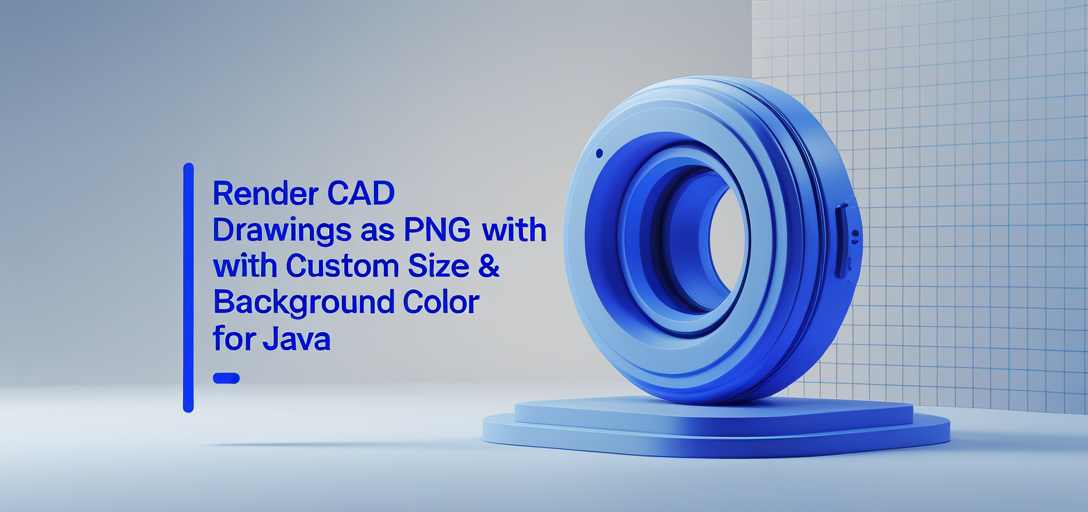 Render CAD
Drawings as PNG with
with Custom Size &
Background Color
for Java